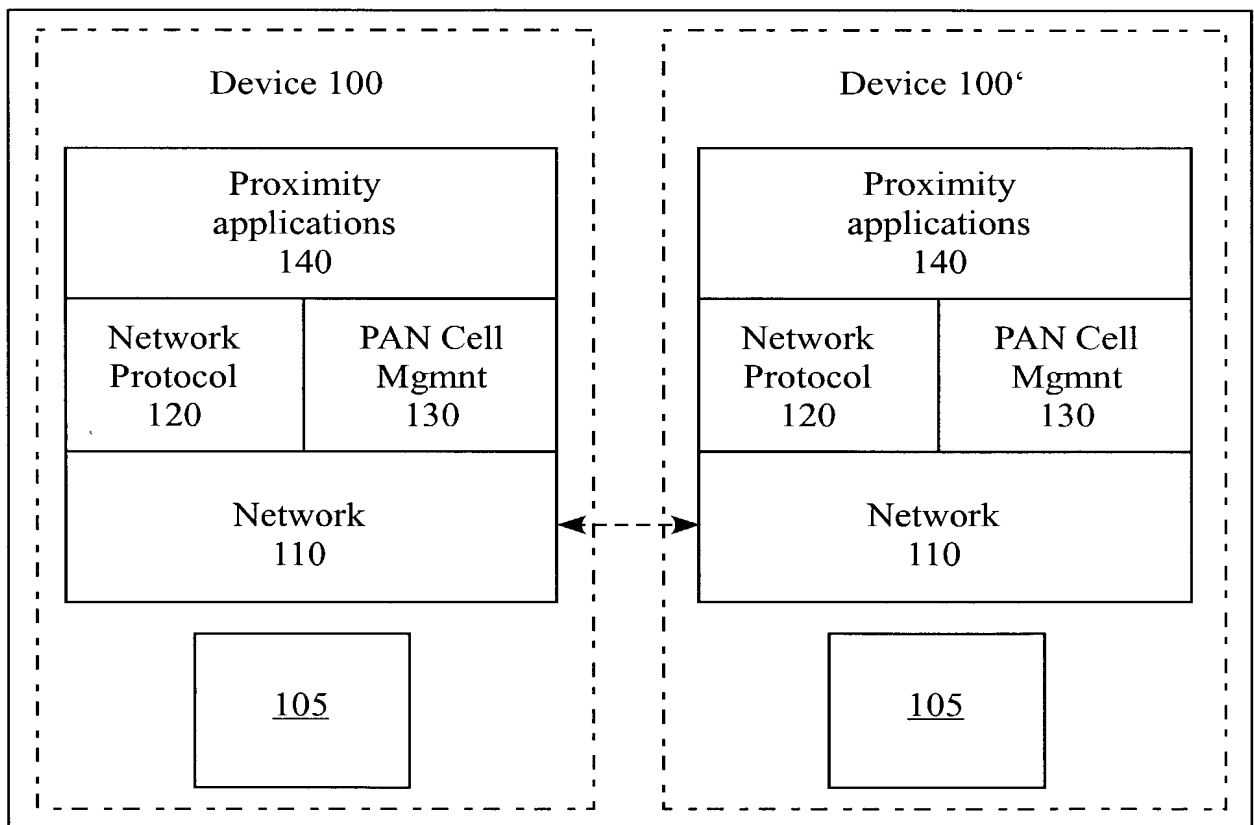 Device 100
Proximity
applications
140
Network
Protocol
120
PAN Cell
Mgmnt
130
Network
110
105
Device 100‘
Proximity
applications
140
Network
Protocol
120
PAN Cell
Mgmnt
130
Network
110
105